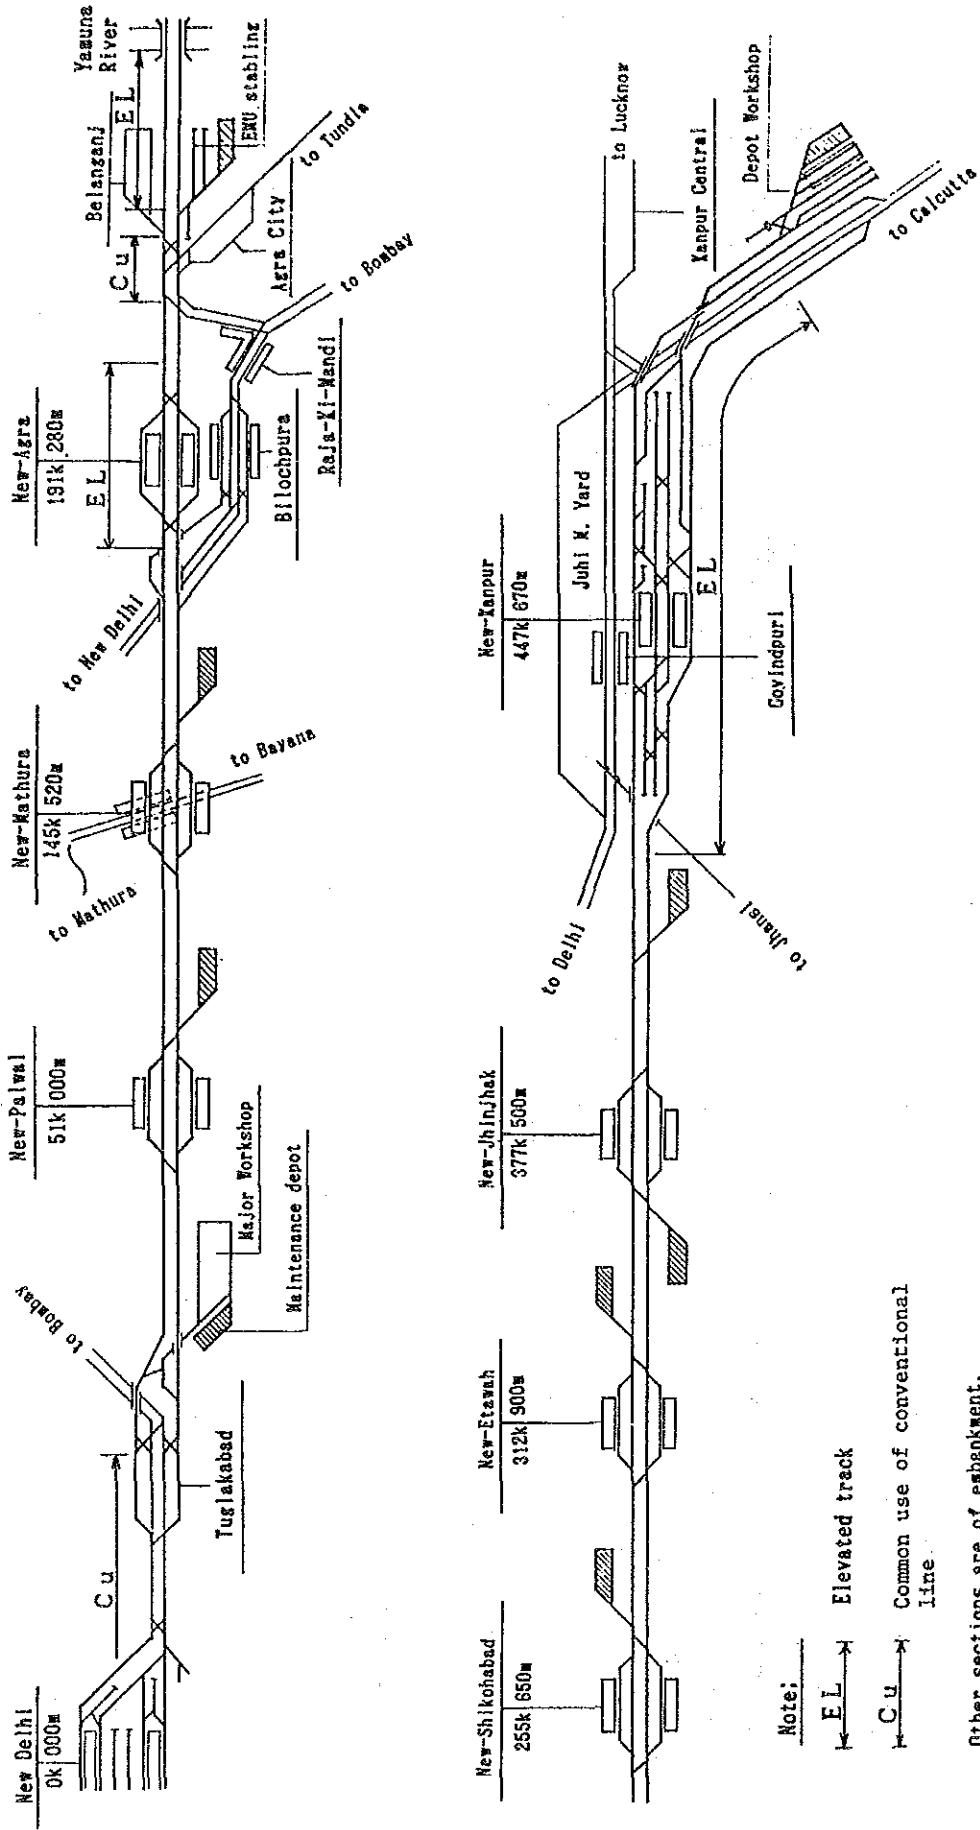 New Delhi
0k 000m
Cu
Tuglakabad
to Bombay
Major Workshop
Maintenance depot
New-Palwal
51k 000m
New-Mathura
145k 520m
to Mathura
to Bayana
to New Delhi
New-Agra
191k 280m
EL
Bilochpura
Raja-Ki-Mandi
to Bombay
Cu
Agra City
to Tundla
Belanganj
EL
EMU stabling
Yamuna
River
New-Shikohabad
255k 650m
New-Etawah
312k 900m
New-Jhinjhak
377k 500m
to Delhi
to Jhansi
New-Kanpur
447k 670m
Juhi M. Yard
Govindpuri
EL
to Lucknow
Kanpur Central
Depot Workshop
to Calcutta
Note;
EL Elevated track
Cu Common use of conventional
line
Other sections are of embankment.